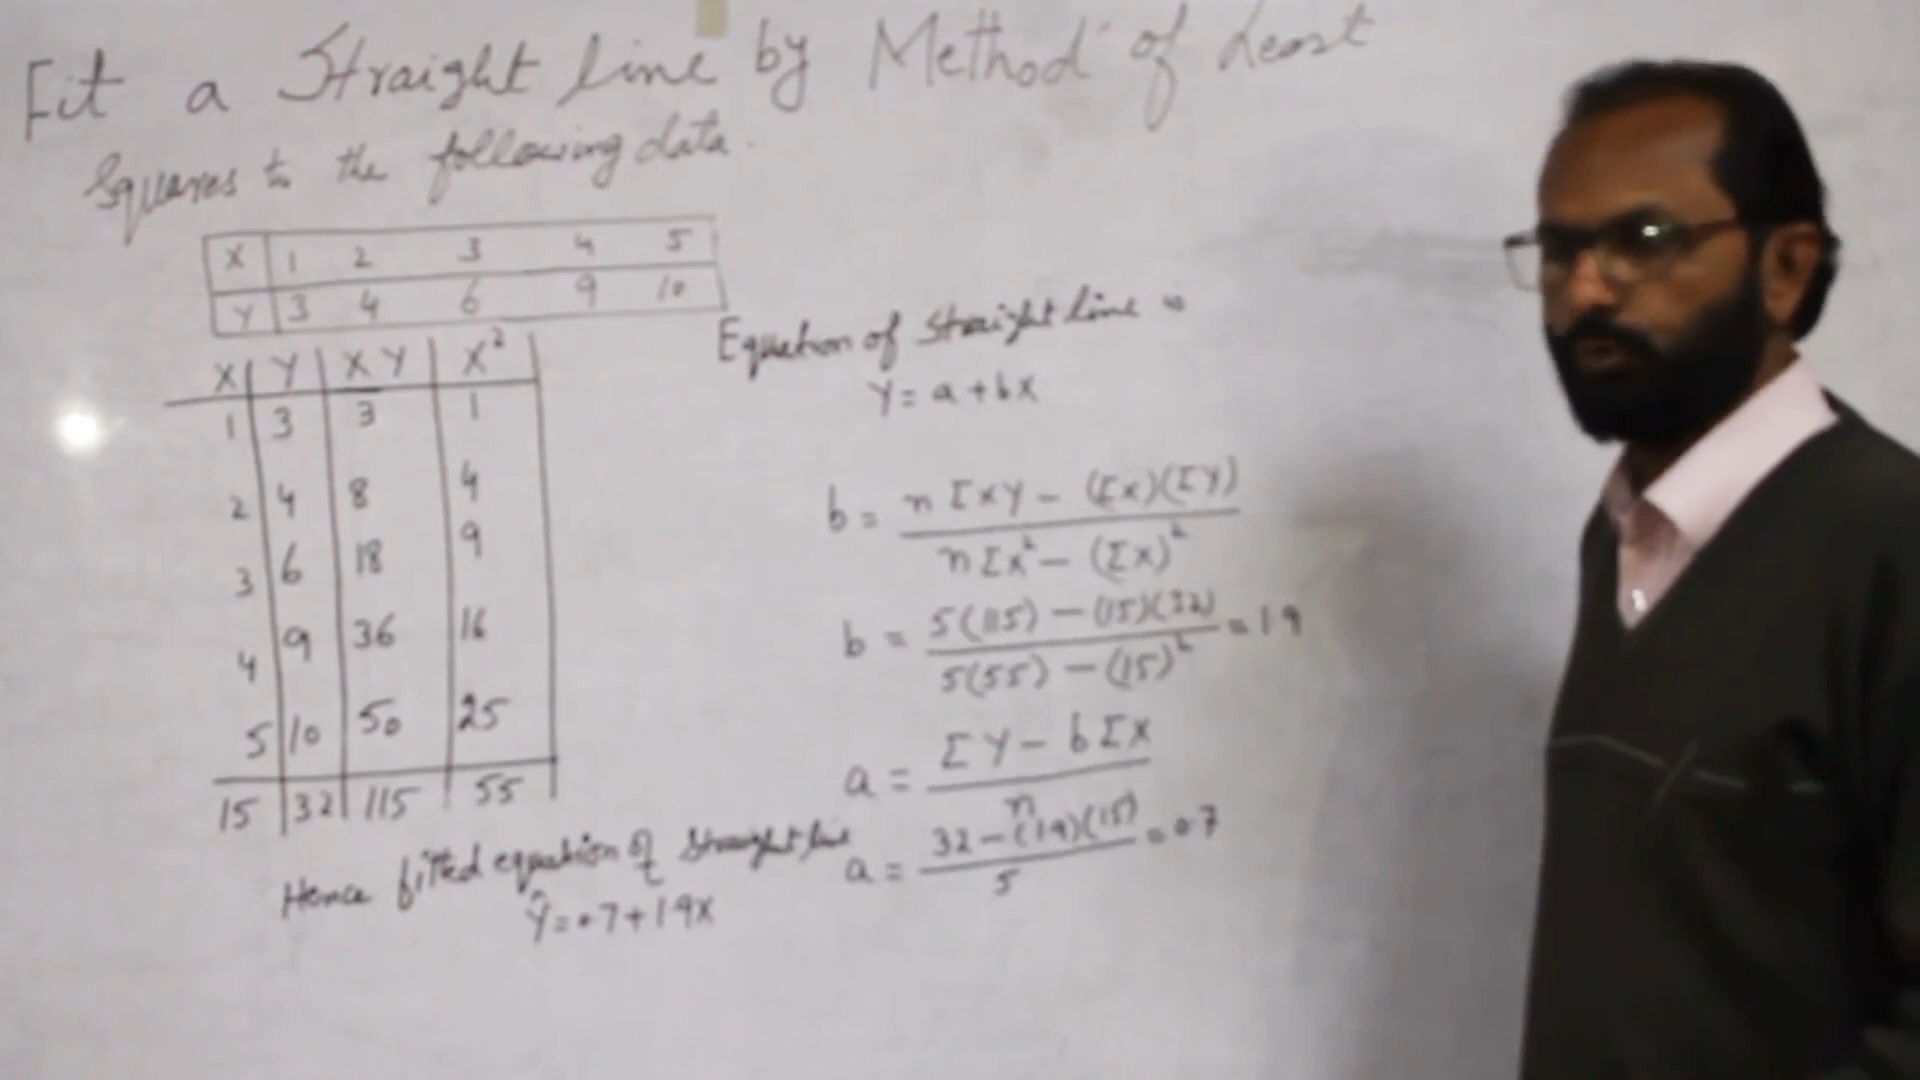 Fit a Straight line by Method of Least
Squares to the following data.
X 1 2 3 4 5
Y 3 4 6 9 10
X Y XY X²
1 3 3 1
2 4 8 4
3 6 18 9
4 9 36 16
5 10 50 25
15 32 115 55
Hence fitted equation of Straight line
Ŷ = .7 + 1.9X
Equation of Straight line is
Y = a + bX
b = n ΣXY - (ΣX)(ΣY) / nΣX² - (ΣX)²
b = 5(115) - (15)(32) / 5(55) - (15)² = 1.9
a = ΣY - bΣX / n
a = 32 - (1.9)(15) / 5 = 0.7